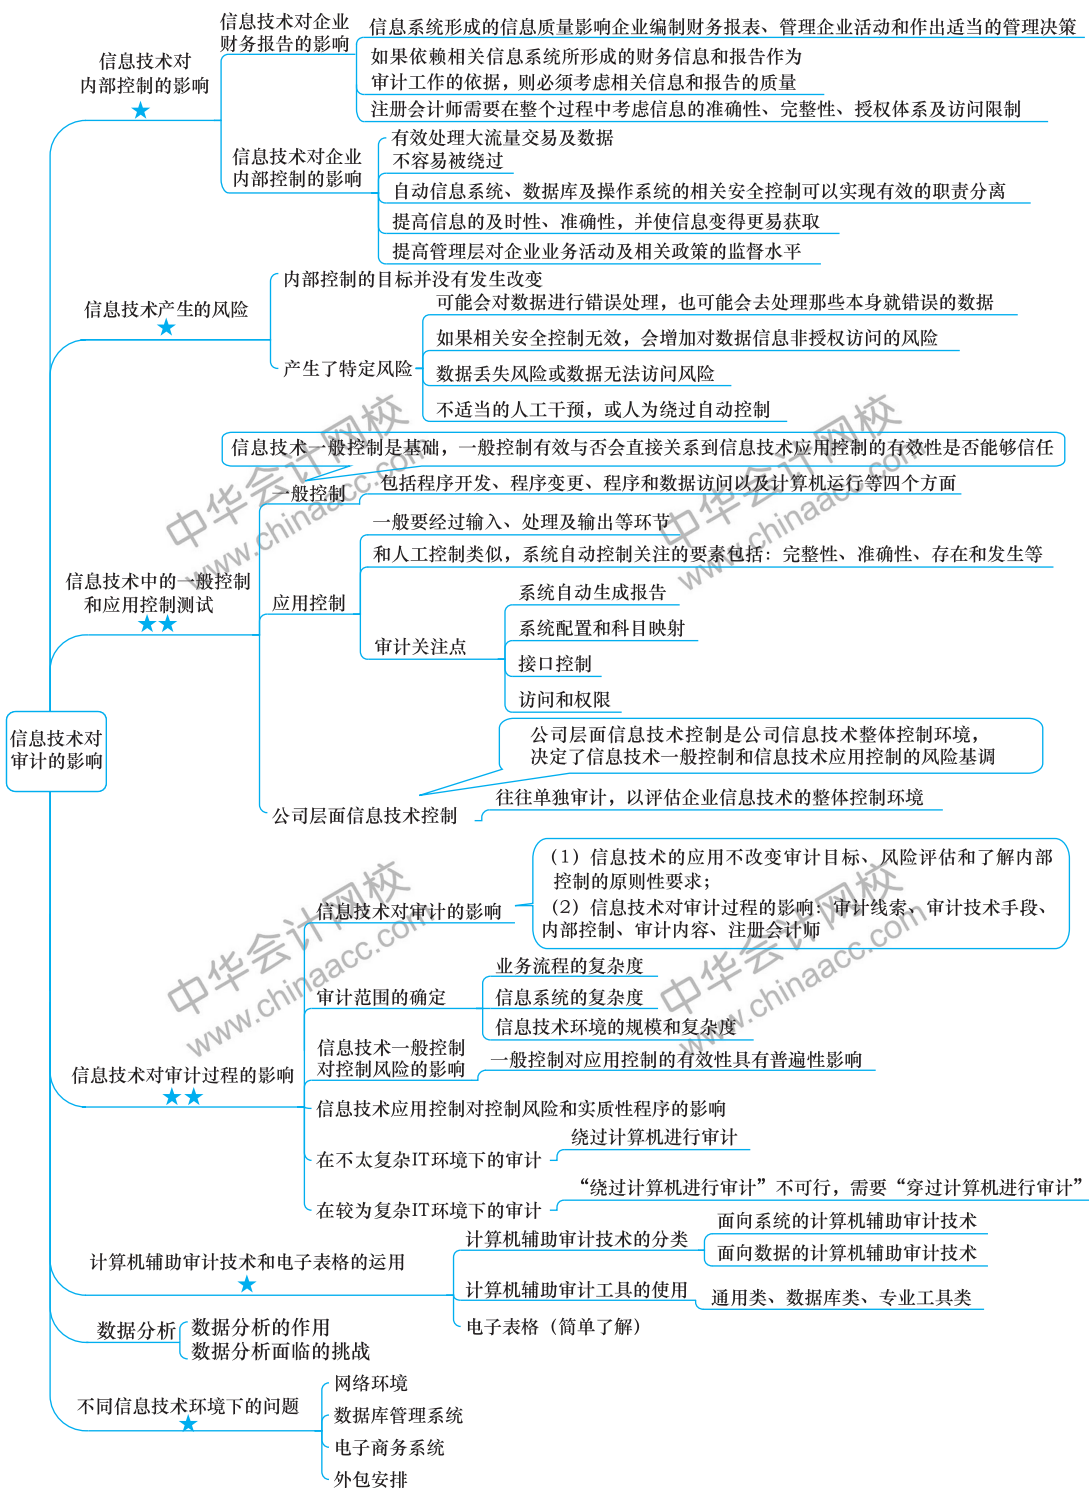 信息技术对企业
财务报告的影响
信息系统形成的信息质量影响企业编制财务报表、管理企业活动和作出适当的管理决策
如果依赖相关信息系统所形成的财务信息和报告作为
审计工作的依据，则必须考虑相关信息和报告的质量
注册会计师需要在整个过程中考虑信息的准确性、完整性、授权体系及访问限制
信息技术对
内部控制的影响
信息技术对企业
内部控制的影响
有效处理大流量交易及数据
不容易被绕过
自动信息系统、数据库及操作系统的相关安全控制可以实现有效的职责分离
提高信息的及时性、准确性，并使信息变得更易获取
提高管理层对企业业务活动及相关政策的监督水平
信息技术产生的风险
内部控制的目标并没有发生改变
产生了特定风险
可能会对数据进行错误处理，也可能会去处理那些本身就错误的数据
如果相关安全控制无效，会增加对数据信息非授权访问的风险
数据丢失风险或数据无法访问风险
不适当的人工干预，或人为绕过自动控制
信息技术一般控制是基础，一般控制有效与否会直接关系到信息技术应用控制的有效性是否能够信任
一般控制
包括程序开发、程序变更、程序和数据访问以及计算机运行等四个方面
信息技术中的一般控制
和应用控制测试
应用控制
一般要经过输入、处理及输出等环节
和人工控制类似，系统自动控制关注的要素包括：完整性、准确性、存在和发生等
审计关注点
系统自动生成报告
系统配置和科目映射
接口控制
访问和权限
信息技术对
审计的影响
公司层面信息技术控制是公司信息技术整体控制环境，
决定了信息技术一般控制和信息技术应用控制的风险基调
公司层面信息技术控制
往往单独审计，以评估企业信息技术的整体控制环境
信息技术对审计的影响
（1）信息技术的应用不改变审计目标、风险评估和了解内部
控制的原则性要求；
（2）信息技术对审计过程的影响：审计线索、审计技术手段、
内部控制、审计内容、注册会计师
审计范围的确定
业务流程的复杂度
信息系统的复杂度
信息技术环境的规模和复杂度
信息技术对审计过程的影响
信息技术一般控制
对控制风险的影响
一般控制对应用控制的有效性具有普遍性影响
信息技术应用控制对控制风险和实质性程序的影响
在不太复杂IT环境下的审计
绕过计算机进行审计
在较为复杂IT环境下的审计
“绕过计算机进行审计”不可行，需要“穿过计算机进行审计”
计算机辅助审计技术和电子表格的运用
计算机辅助审计技术的分类
面向系统的计算机辅助审计技术
面向数据的计算机辅助审计技术
计算机辅助审计工具的使用
通用类、数据库类、专业工具类
电子表格（简单了解）
数据分析
数据分析的作用
数据分析面临的挑战
不同信息技术环境下的问题
网络环境
数据库管理系统
电子商务系统
外包安排
中华会计网校
www.chinaacc.com
中华会计网校
www.chinaacc.com
中华会计网校
www.chinaacc.com
中华会计网校
www.chinaacc.com